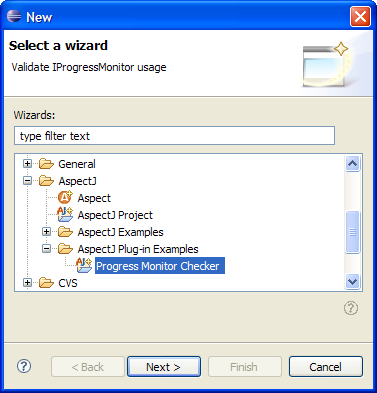 New
Select a wizard
Validate IProgressMonitor usage
Wizards:
type filter text
General
AspectJ
Aspect
AspectJ Project
AspectJ Examples
AspectJ Plug-in Examples
Progress Monitor Checker
CVS
< Back Next > Finish Cancel